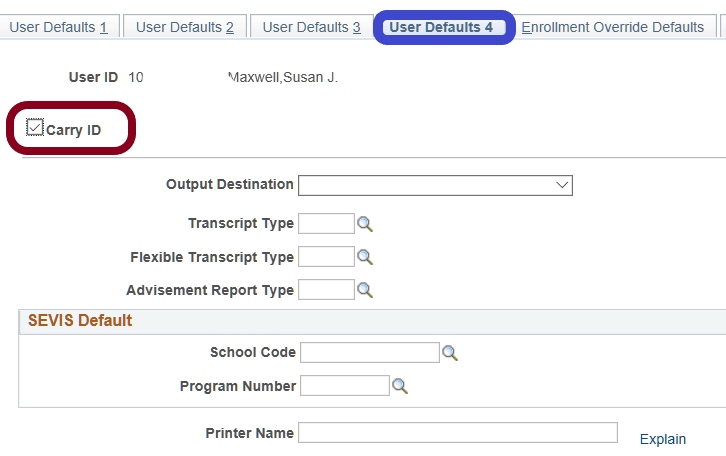 User Defaults 1 User Defaults 2 User Defaults 3 User Defaults 4 Enrollment Override Defaults
User ID 10 Maxwell,Susan J.
Carry ID
Output Destination
Transcript Type
Flexible Transcript Type
Advisement Report Type
SEVIS Default
School Code
Program Number
Printer Name Explain